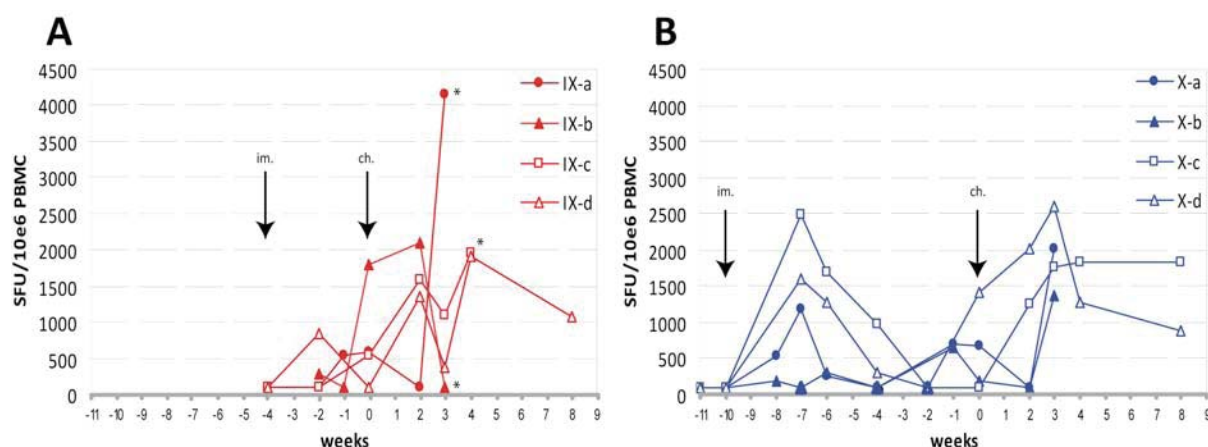 A
SFU/10e6 PBMC
4500
4000
3500
3000
2500
2000
1500
1000
500
0
im.
ch.
*
*
*
IX-a
IX-b
IX-c
IX-d
-11 -10 -9 -8 -7 -6 -5 -4 -3 -2 -1 0 1 2 3 4 5 6 7 8 9
weeks
B
SFU/10e6 PBMC
4500
4000
3500
3000
2500
2000
1500
1000
500
0
im.
ch.
X-a
X-b
X-c
X-d
-11 -10 -9 -8 -7 -6 -5 -4 -3 -2 -1 0 1 2 3 4 5 6 7 8 9
weeks